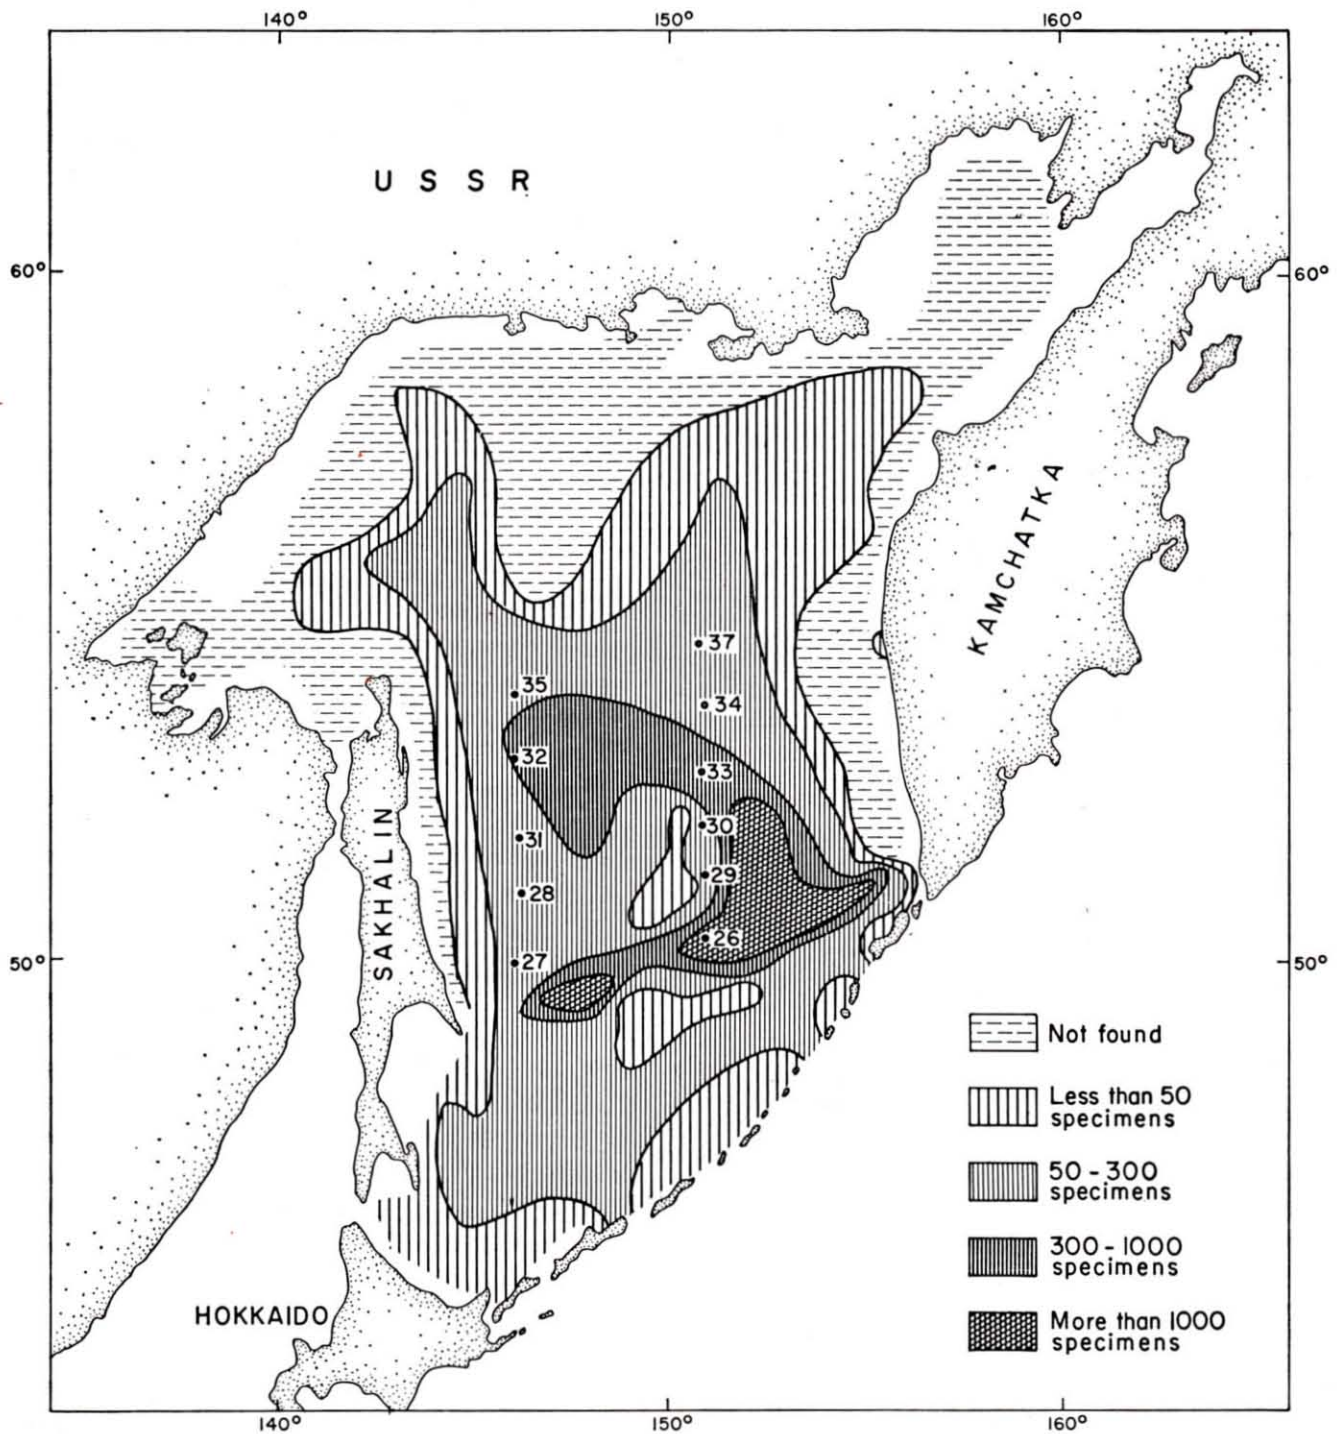 140° 150° 160°
USSR
60° 60°
KAMCHATKA
37
35
34
32
33
30
31
29
28
26
27
50° 50°
SAKHALIN
Not found
Less than 50
specimens
50-300
specimens
300-1000
specimens
HOKKAIDO
More than 1000
specimens
140° 150° 160°